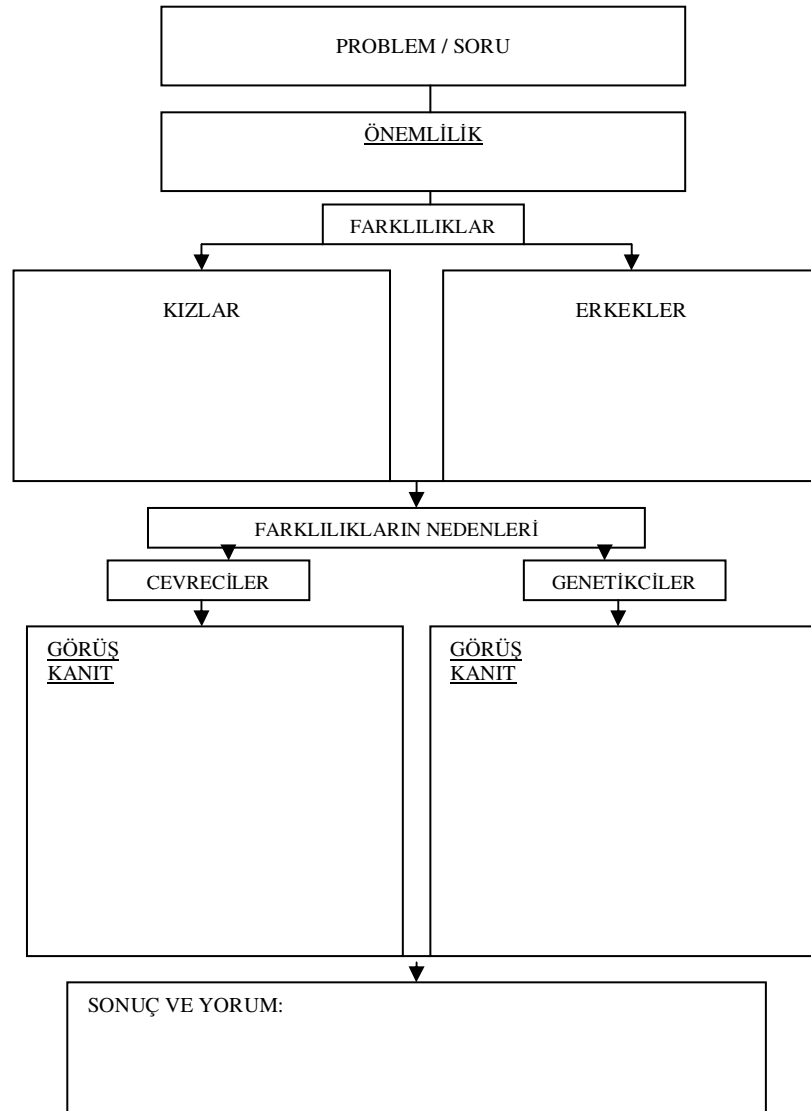 PROBLEM / SORU
ÖNEMLİLİK
FARKLILIKLAR
KIZLAR
ERKEKLER
FARKLILIKLARIN NEDENLERİ
CEVRECİLER
GENETİKCİLER
GÖRÜŞ
KANIT
GÖRÜŞ
KANIT
SONUÇ VE YORUM: